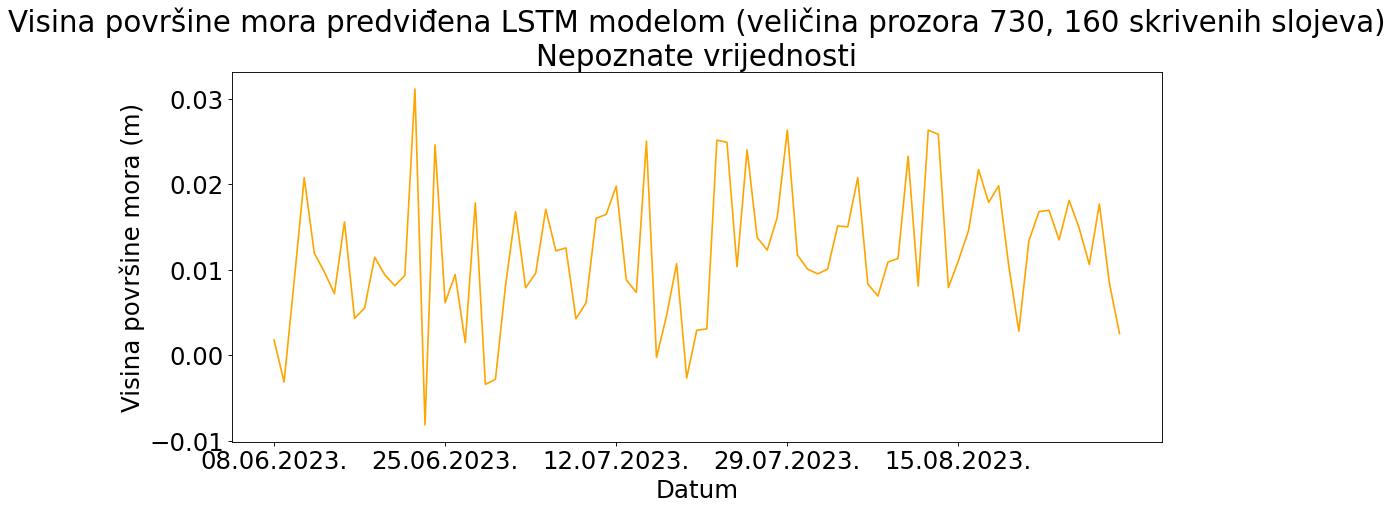 Visina površine mora predviđena LSTM modelom (veličina prozora 730, 160 skrivenih slojeva)
Nepoznate vrijednosti
Visina površine mora (m)
0.03
0.02
0.01
0.00
−0.01
08.06.2023. 25.06.2023. 12.07.2023. 29.07.2023. 15.08.2023.
Datum